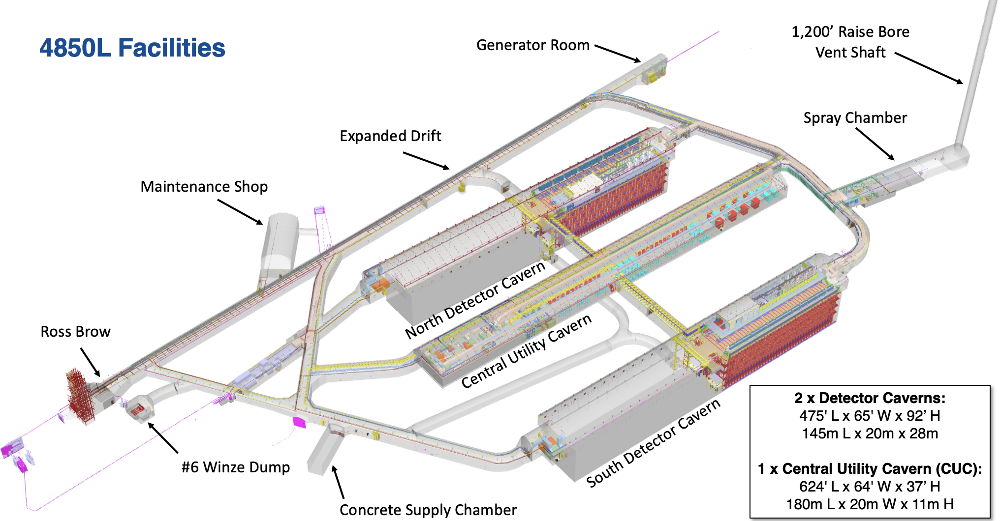 4850L Facilities
Generator Room
1,200’ Raise Bore
Vent Shaft
Spray Chamber
Expanded Drift
Maintenance Shop
Ross Brow
North Detector Cavern
Central Utility Cavern
South Detector Cavern
#6 Winze Dump
Concrete Supply Chamber
2 x Detector Caverns:
475' L x 65' W x 92’ H
145m L x 20m x 28m
1 x Central Utility Cavern (CUC):
624' L x 64' W x 37’ H
180m L x 20m W x 11m H